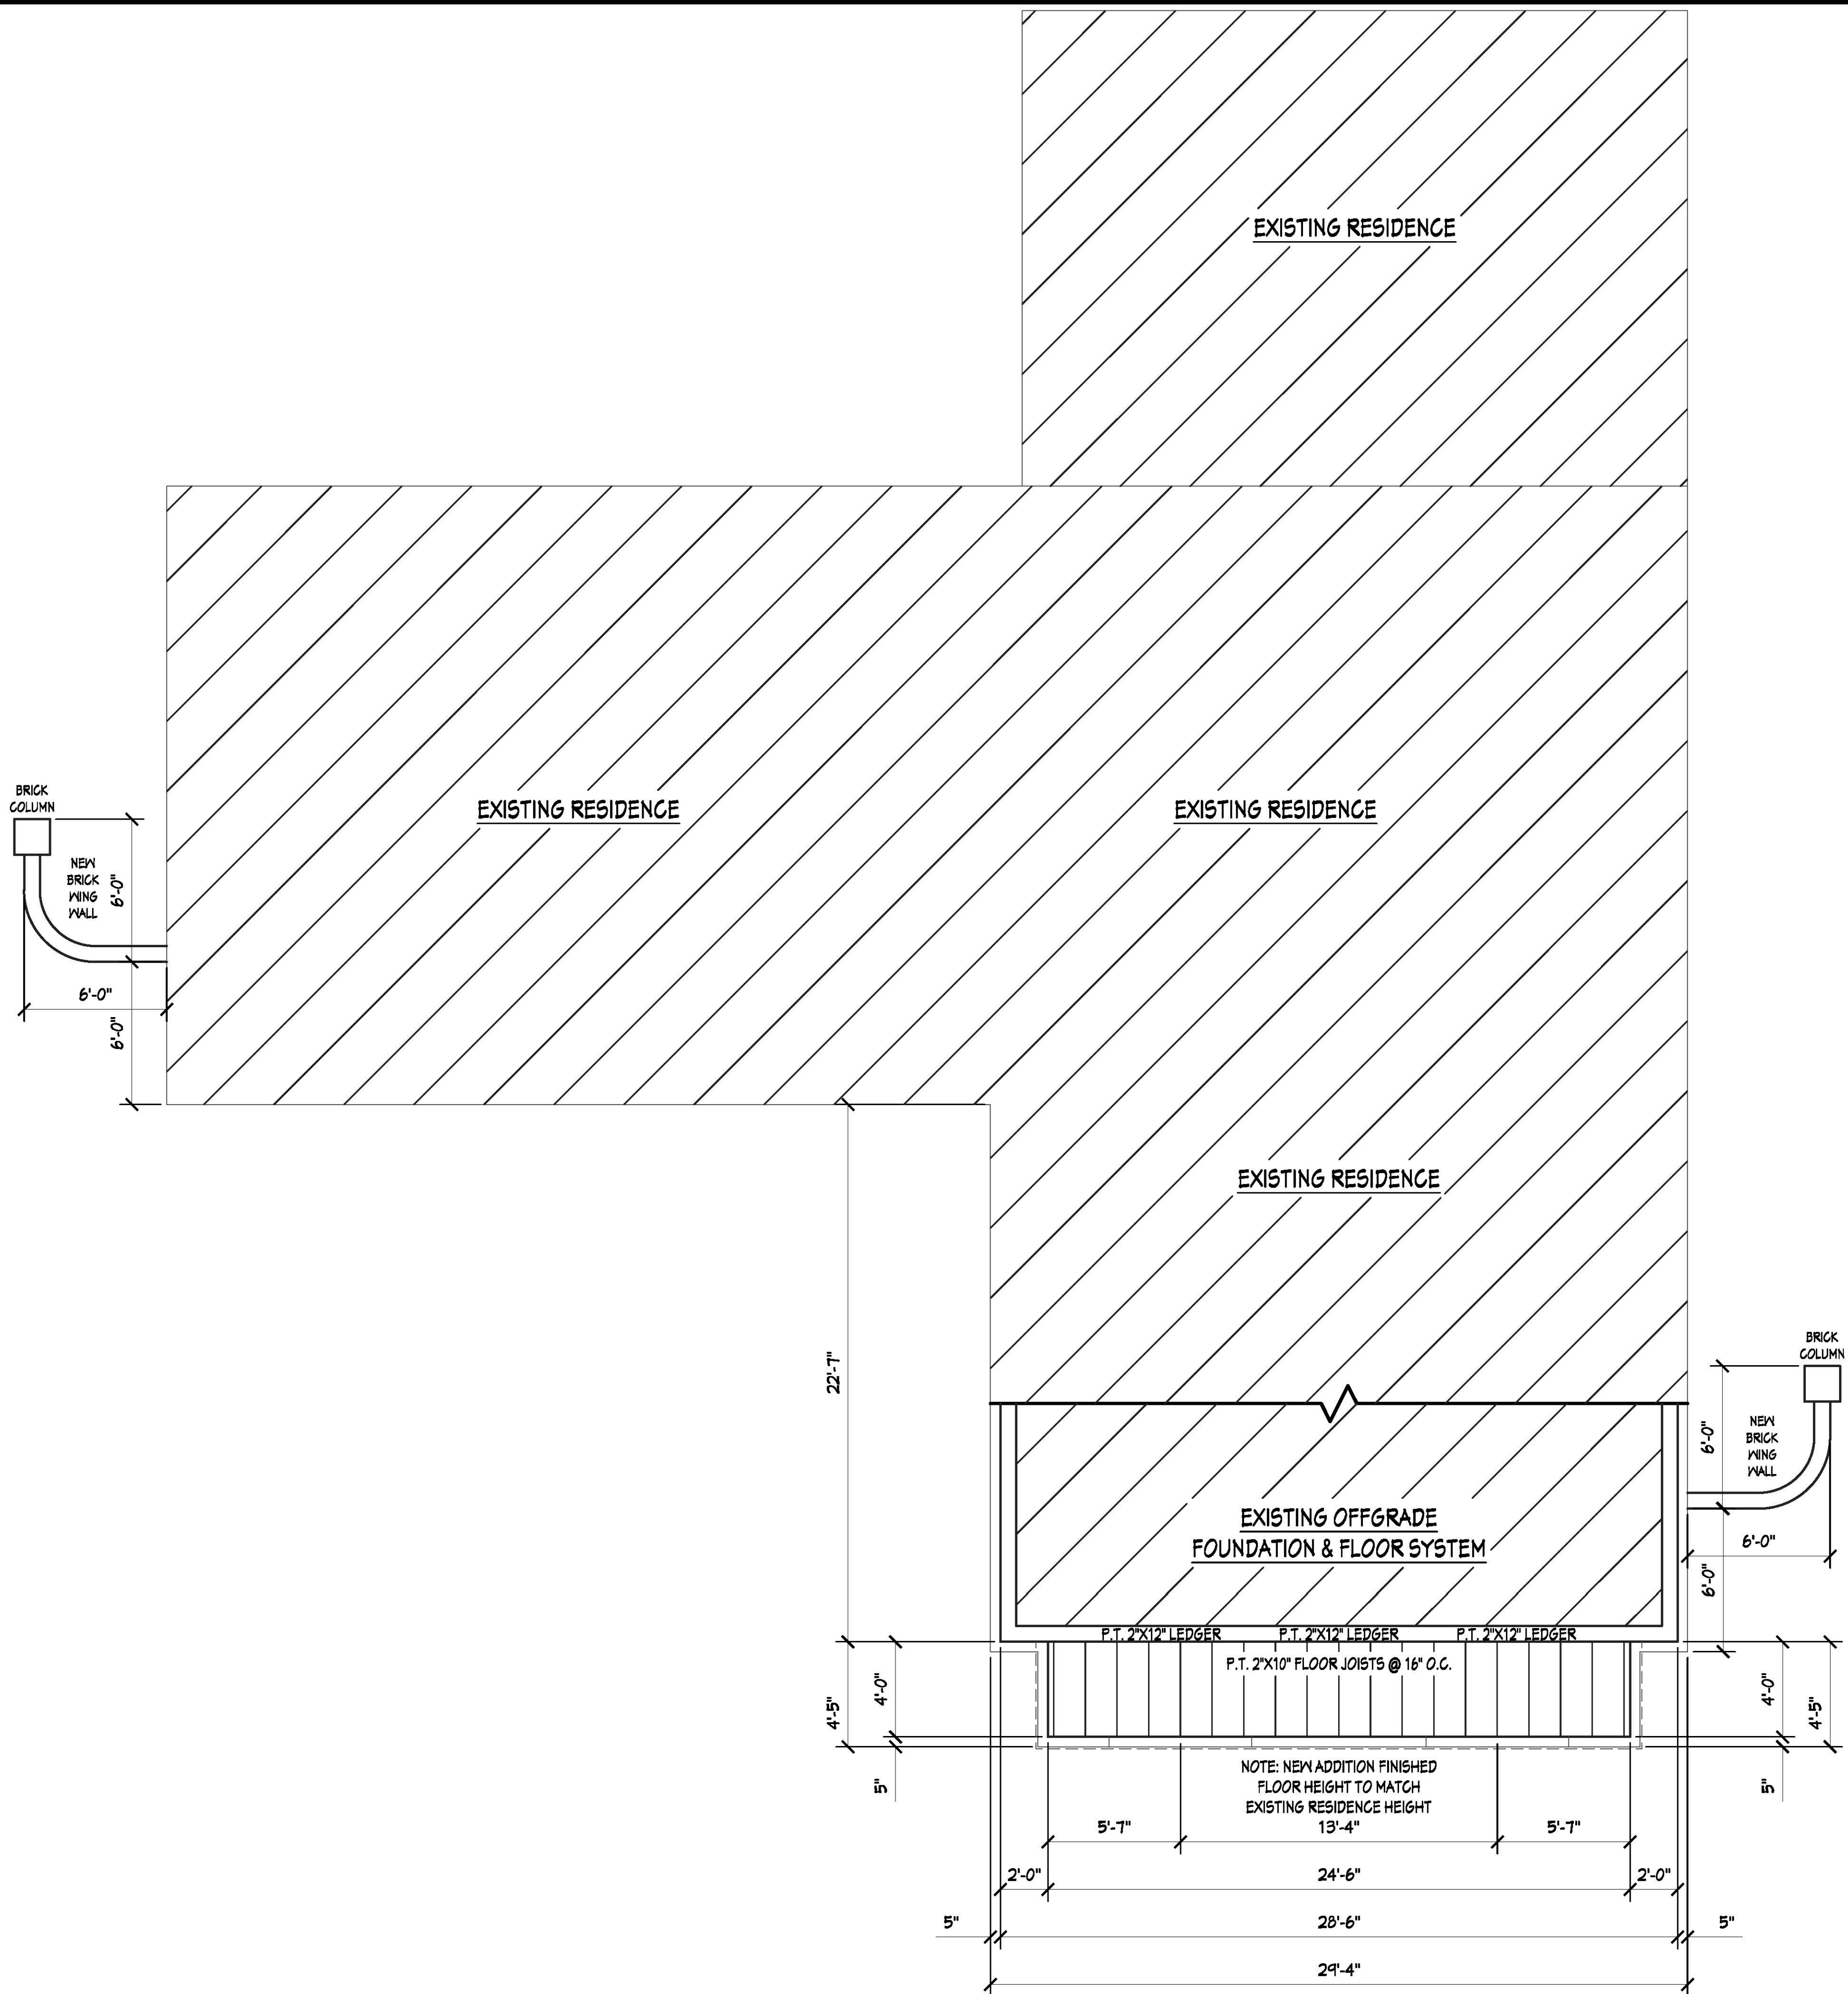 EXISTING RESIDENCE
EXISTING RESIDENCE
EXISTING RESIDENCE
BRICK
COLUMN
NEW
BRICK
WING
WALL
6'-0"
6'-0"
6'-0"
EXISTING RESIDENCE
22'-7"
BRICK
COLUMN
NEW
BRICK
WING
WALL
6'-0"
6'-0"
6'-0"
EXISTING OFFGRADE
FOUNDATION & FLOOR SYSTEM
P.T. 2"X12" LEDGER
P.T. 2"X12" LEDGER
P.T. 2"X12" LEDGER
P.T. 2"X10" FLOOR JOISTS @ 16" O.C.
4'-5"
4'-0"
5"
4'-0"
4'-5"
5"
NOTE: NEW ADDITION FINISHED
FLOOR HEIGHT TO MATCH
EXISTING RESIDENCE HEIGHT
5'-7"
13'-4"
5'-7"
2'-0"
24'-6"
2'-0"
5"
28'-6"
5"
29'-4"